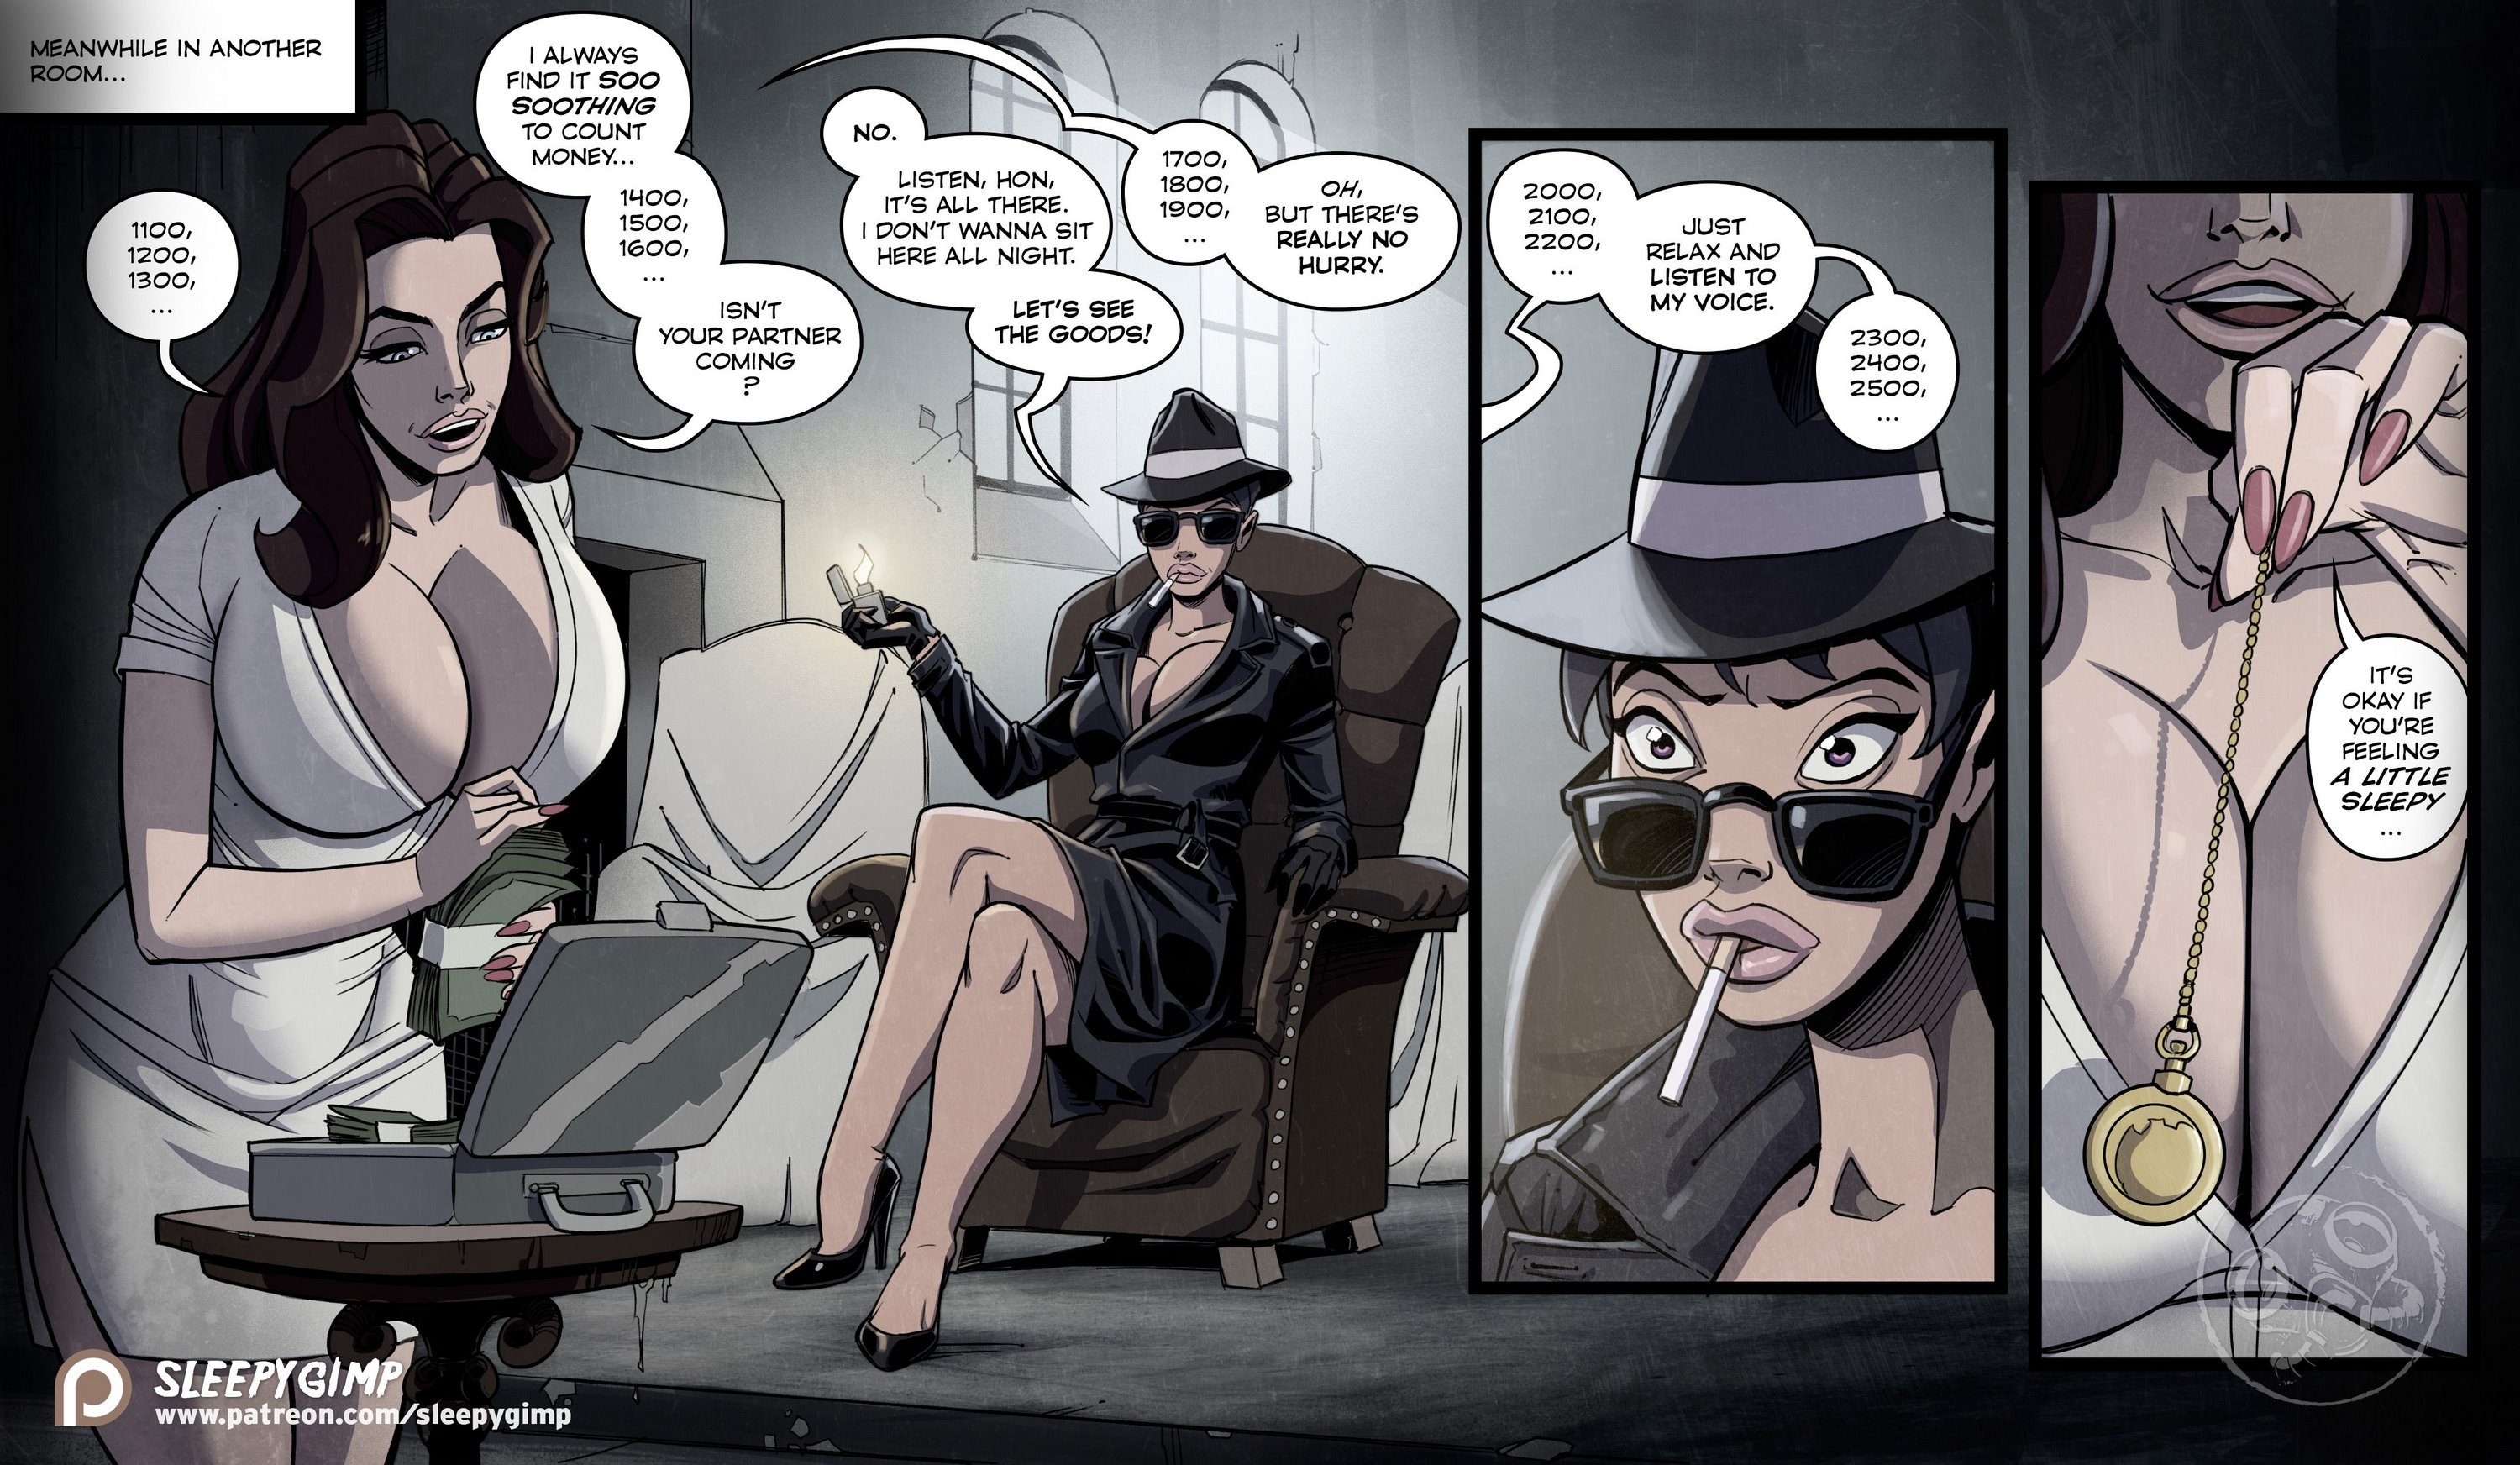 MEANWHILE IN ANOTHER
ROOM...
1100,
1200,
1300,
...
I ALWAYS
FIND IT SOO
SOOTHING
TO COUNT
MONEY...
1400,
1500,
1600,
...
ISN'T
YOUR PARTNER
COMING
?
NO.
LISTEN, HON,
IT'S ALL THERE.
I DON'T WANNA SIT
HERE ALL NIGHT.
LET'S SEE
THE GOODS!
1700,
1800,
1900,
...
OH,
BUT THERE'S
REALLY NO
HURRY.
2000,
2100,
2200,
...
JUST
RELAX AND
LISTEN TO
MY VOICE.
2300,
2400,
2500,
...
IT'S
OKAY IF
YOU'RE
FEELING
A LITTLE
SLEEPY
...
SLEEPYGIMP
www.patreon.com/sleepygimp